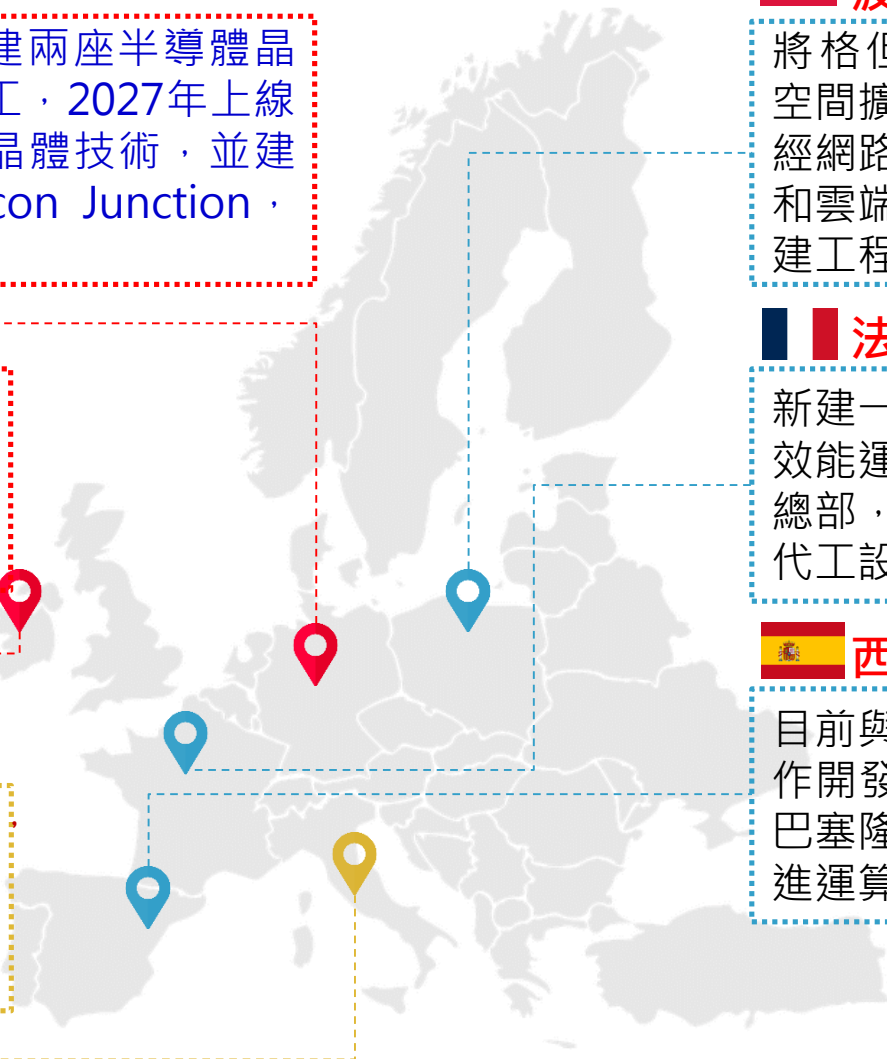 建兩座半導體晶
工，2027年上線
晶體技術，並建
con Junction，
波
將格但
空間擴
經網路
和雲端
建工程
法
新建一
效能運
總部，
代工設
西
目前與
作開發
巴塞隆
進運算